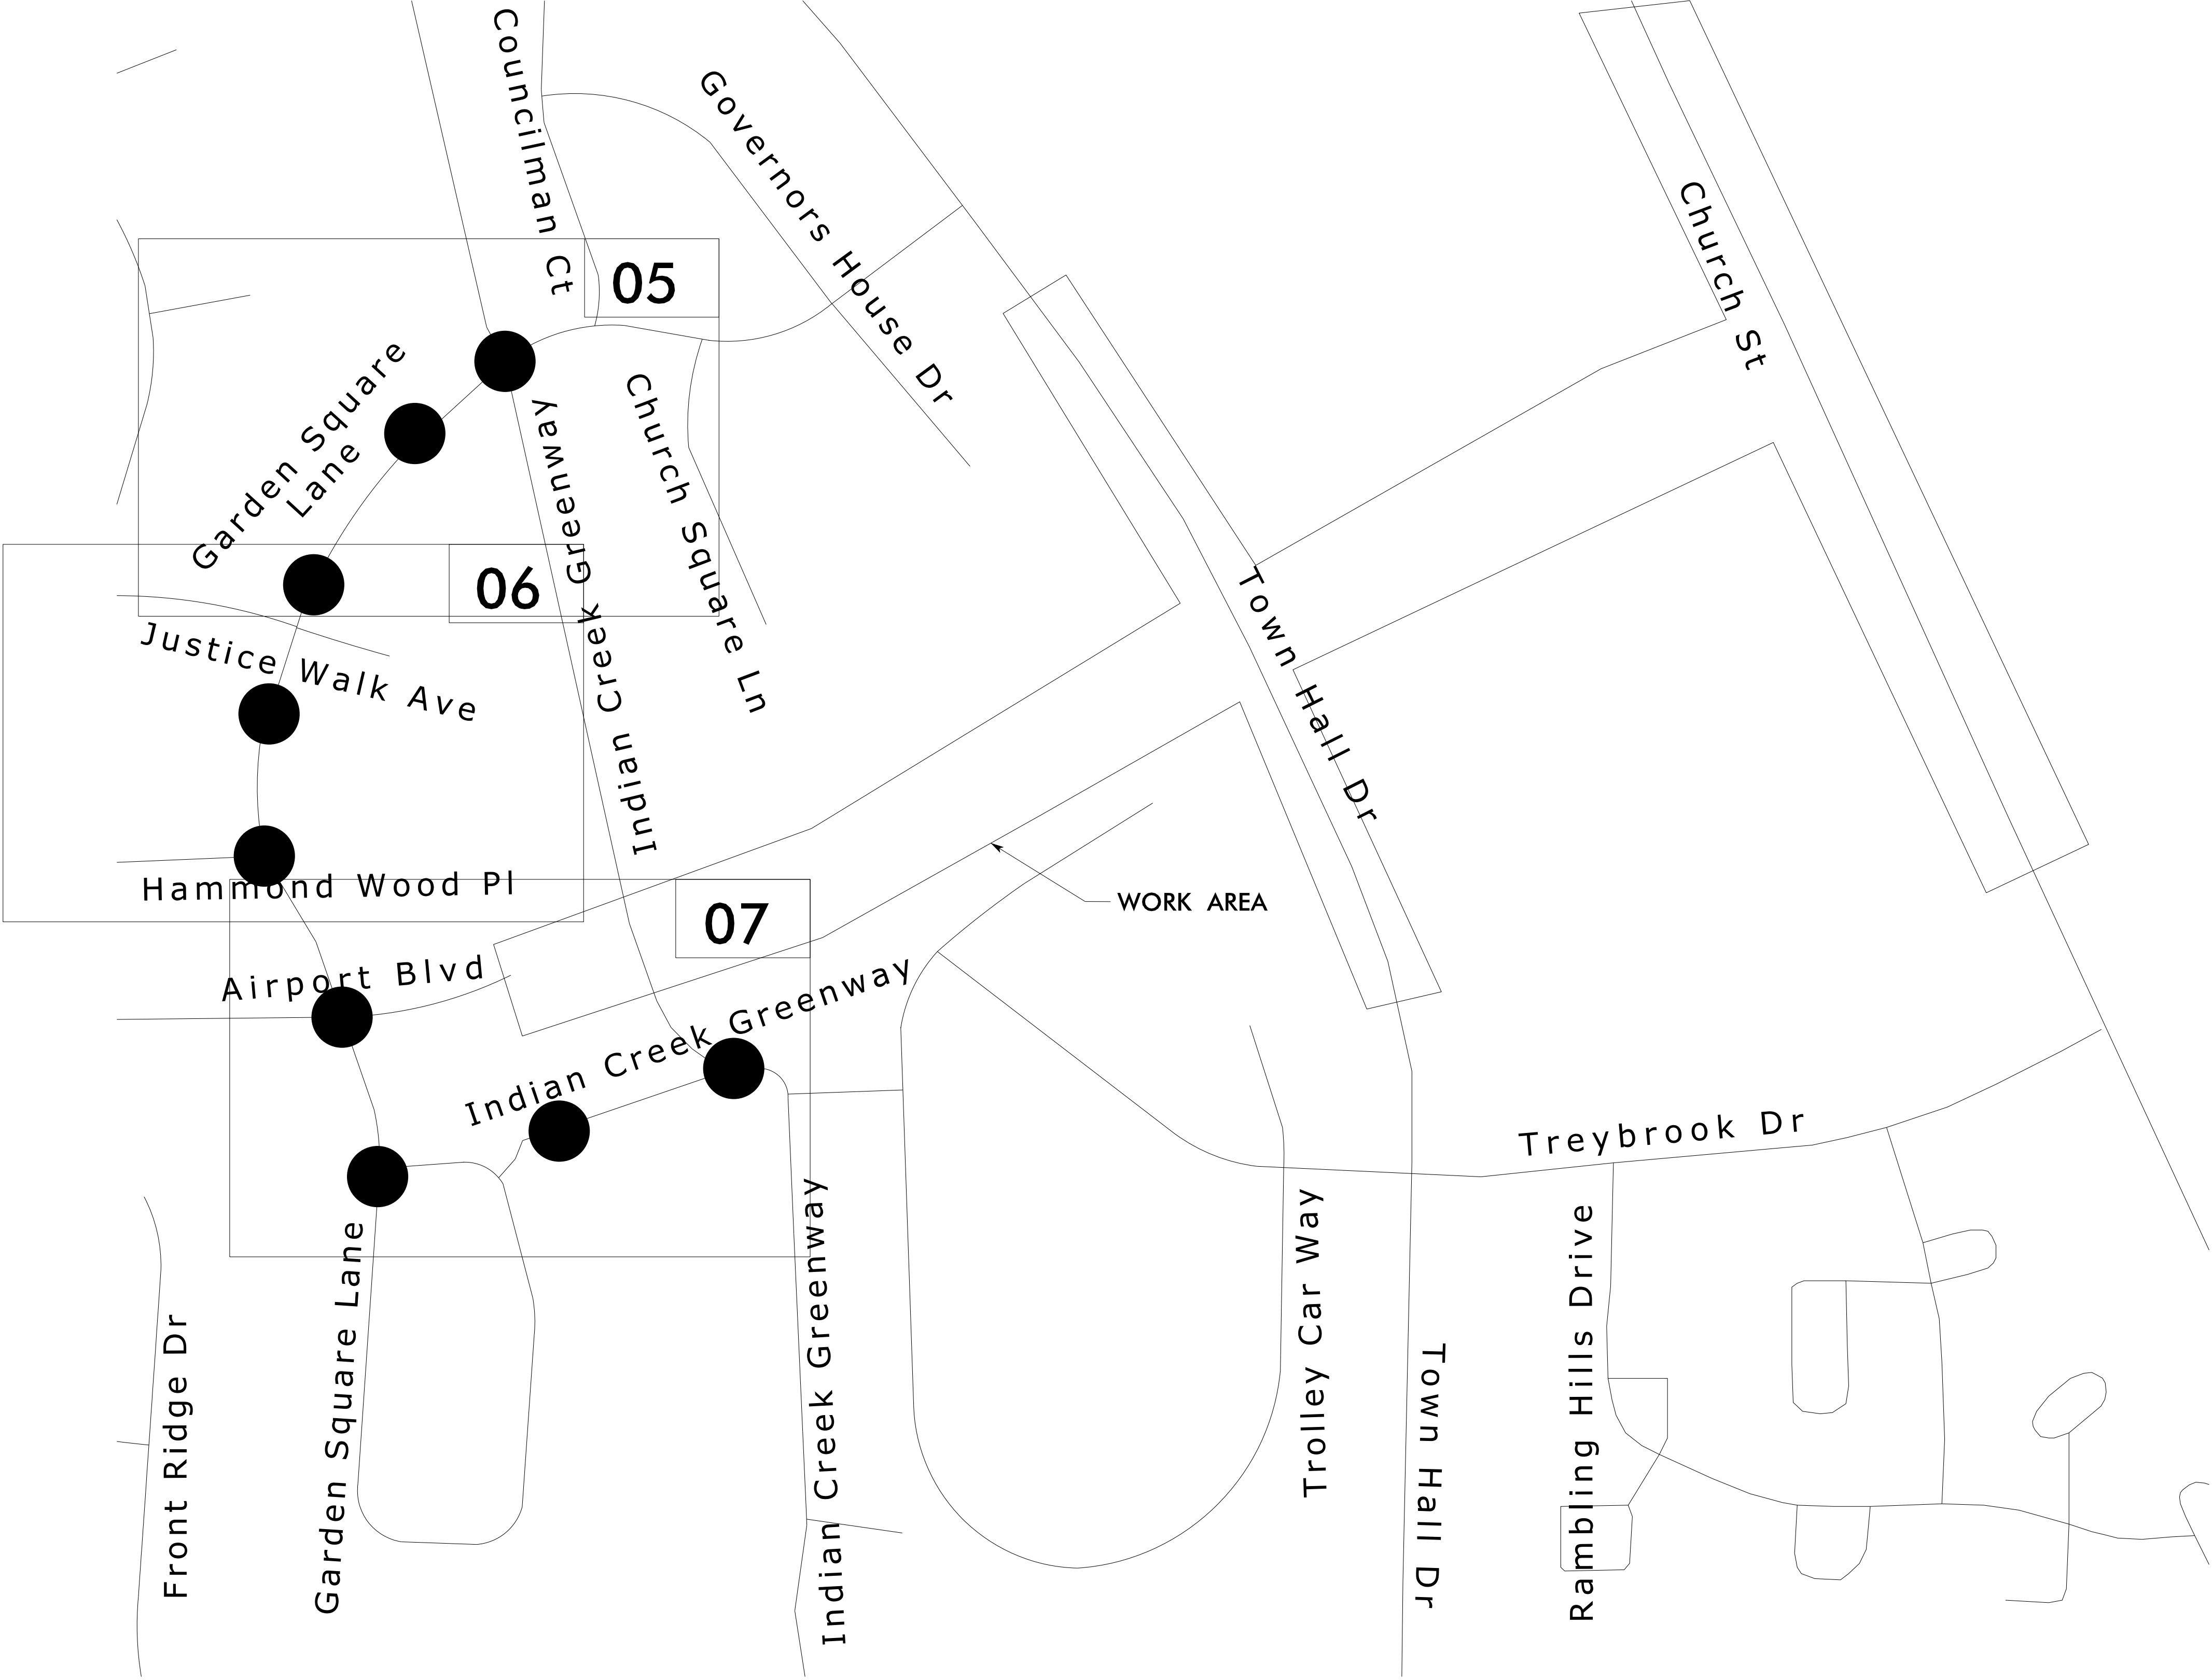 Councilman Ct
Governors House Dr
Church St
05
Garden Square
Lane
Indian Creek Greenway
Church Square Ln
06
Justice Walk Ave
Town Hall Dr
Hammond Wood Pl
07
WORK AREA
Airport Blvd
Indian Creek Greenway
Treybrook Dr
Front Ridge Dr
Garden Square Lane
Indian Creek Greenway
Trolley Car Way
Town Hall Dr
Rambling Hills Drive